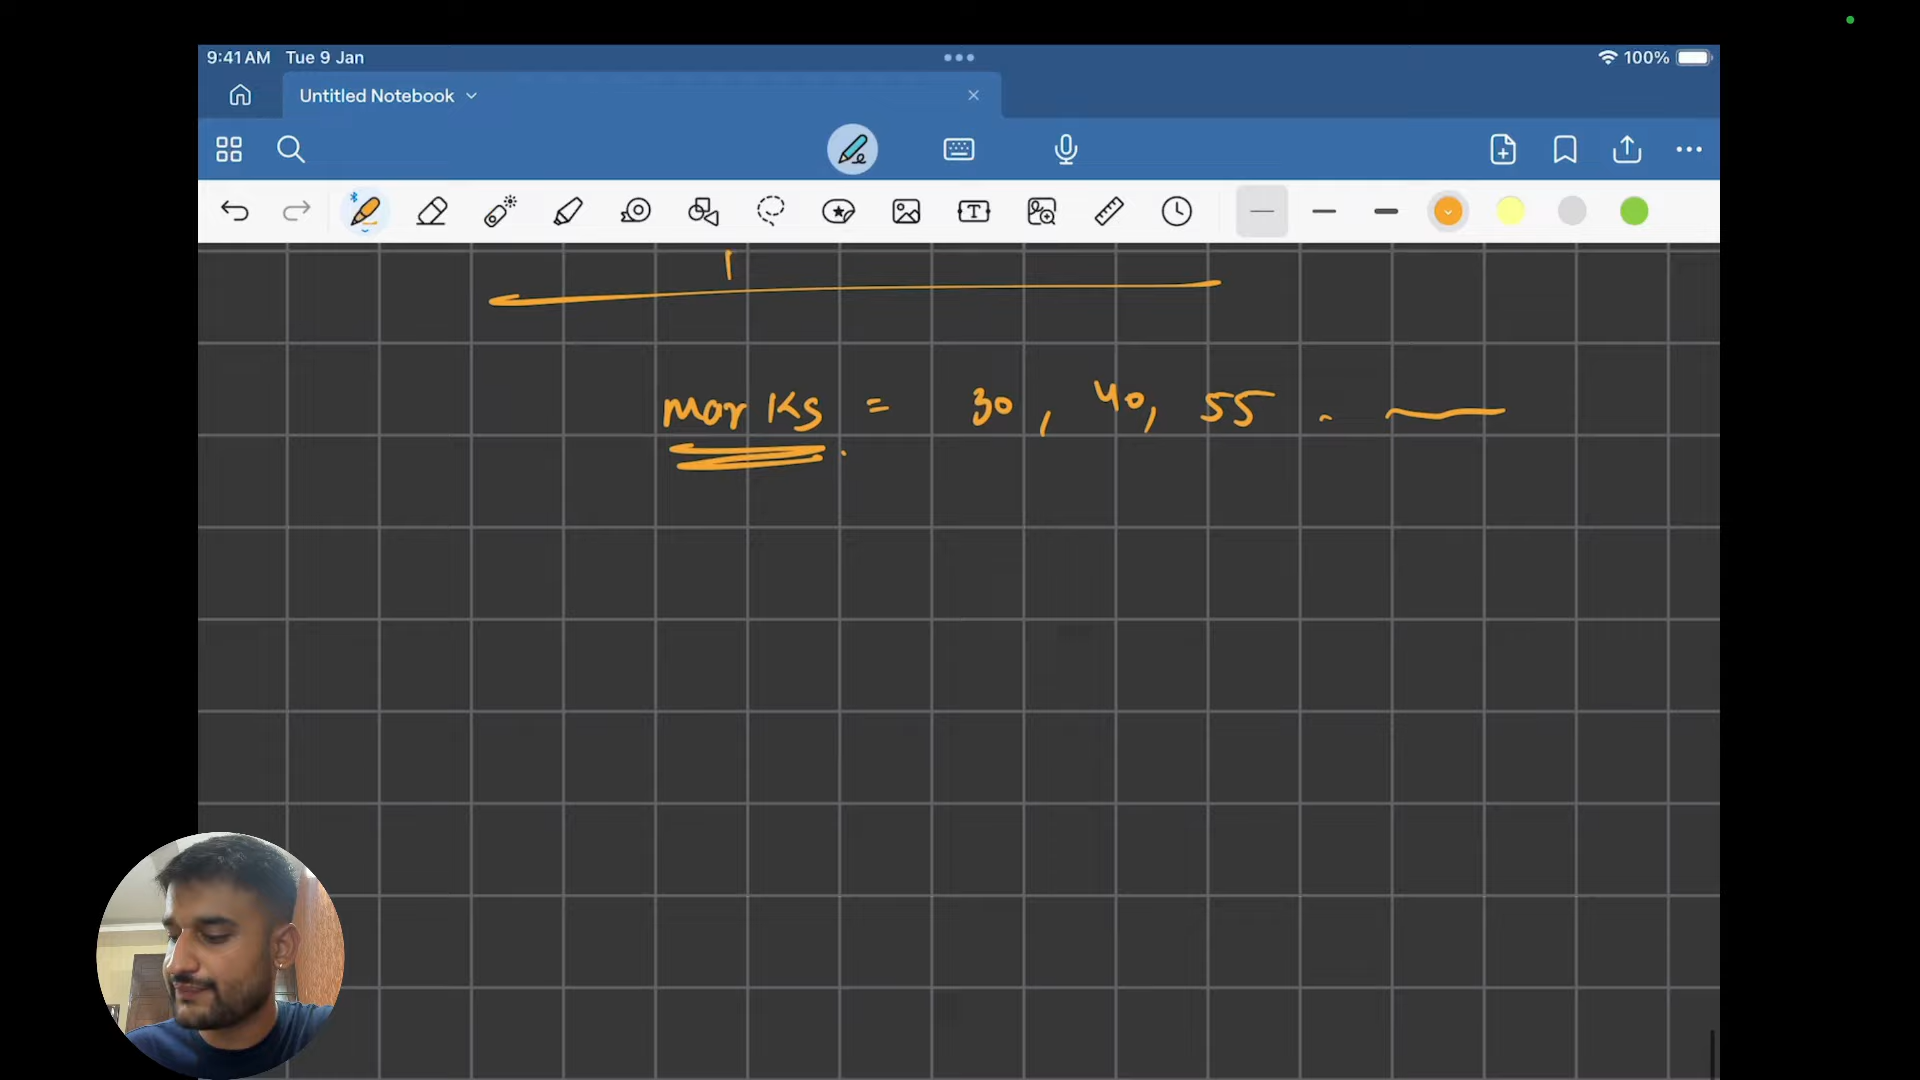 9:41 AM Tue 9 Jan 100%
Untitled Notebook
marks = 30, 40, 55 .